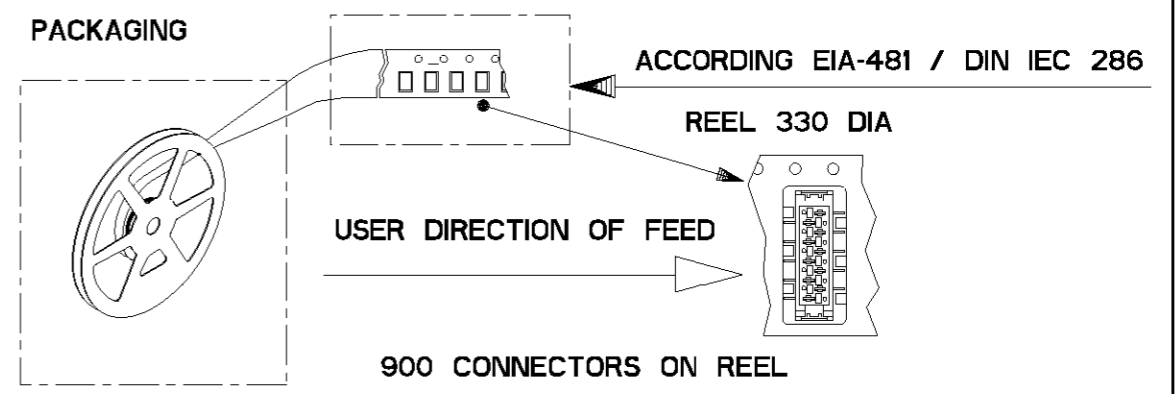 PACKAGING
ACCORDING EIA-481 / DIN IEC 286
REEL 330 DIA
USER DIRECTION OF FEED
900 CONNECTORS ON REEL